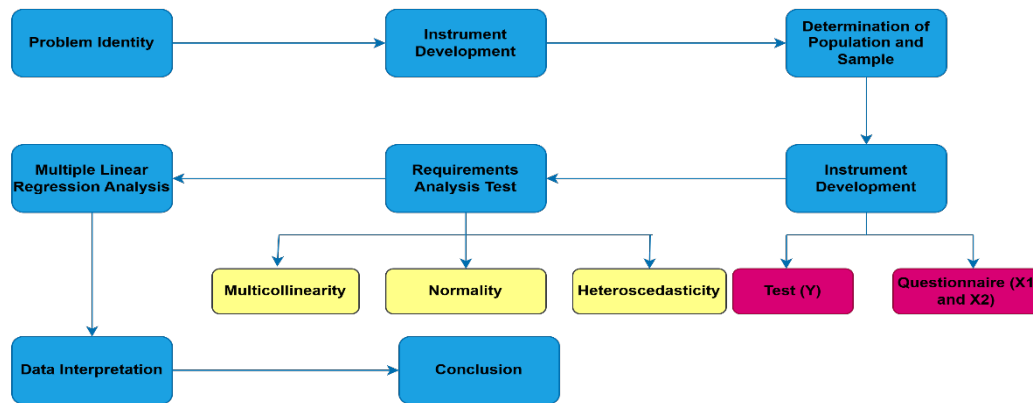 Problem Identity
Instrument
Development
Determination of
Population and
Sample
Multiple Linear
Regression Analysis
Requirements
Analysis Test
Instrument
Development
Multicollinearity
Normality
Heteroscedasticity
Test (Y)
Questionnaire (X1
and X2)
Data Interpretation
Conclusion